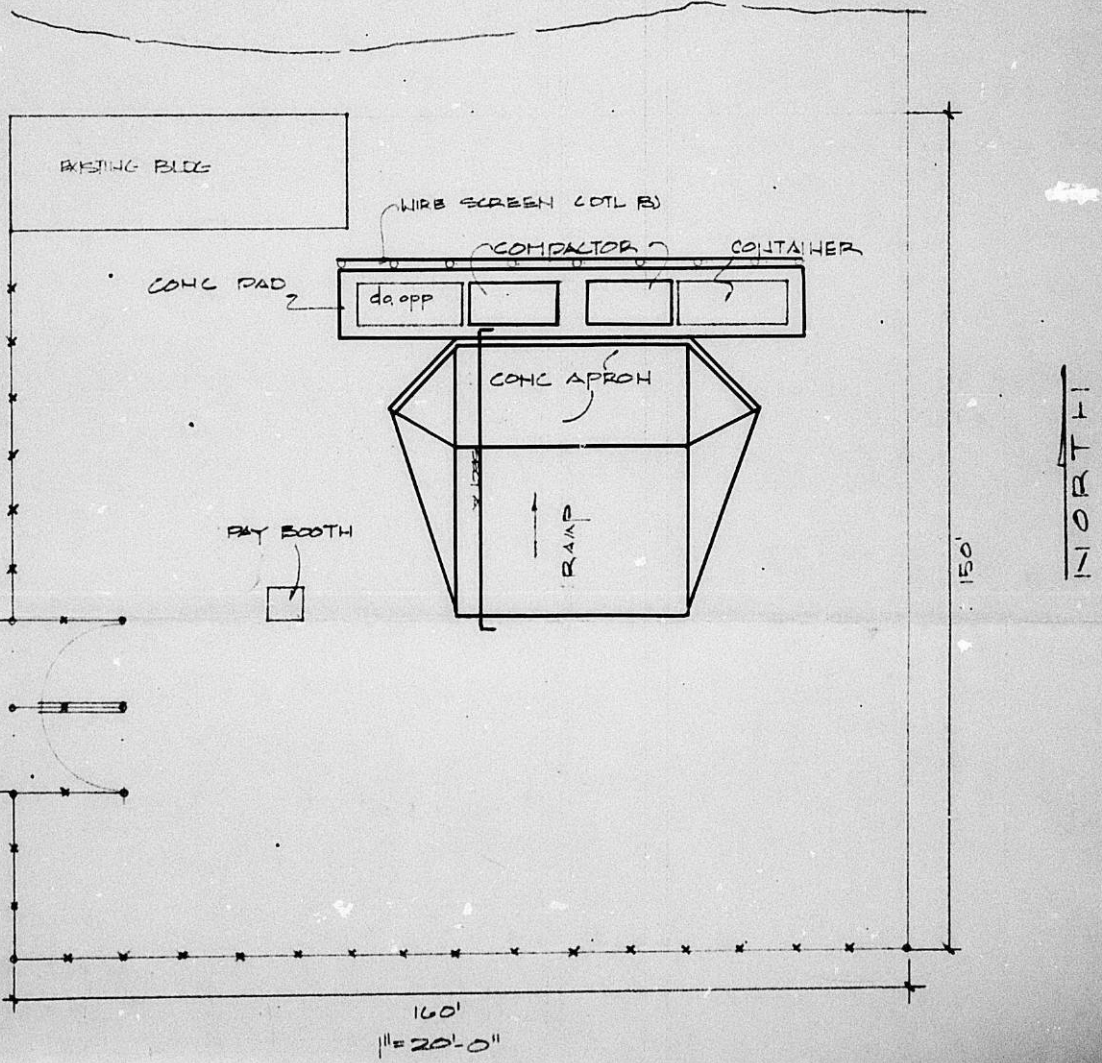 EXISTING BLDG
WIRE SCREEN (DTL B)
COMPACTOR
CONTAINER
CONC PAD
do. opp
CONC APRON
PAY BOOTH
RAMP
150'
NORTH
160'
1"=20'-0"